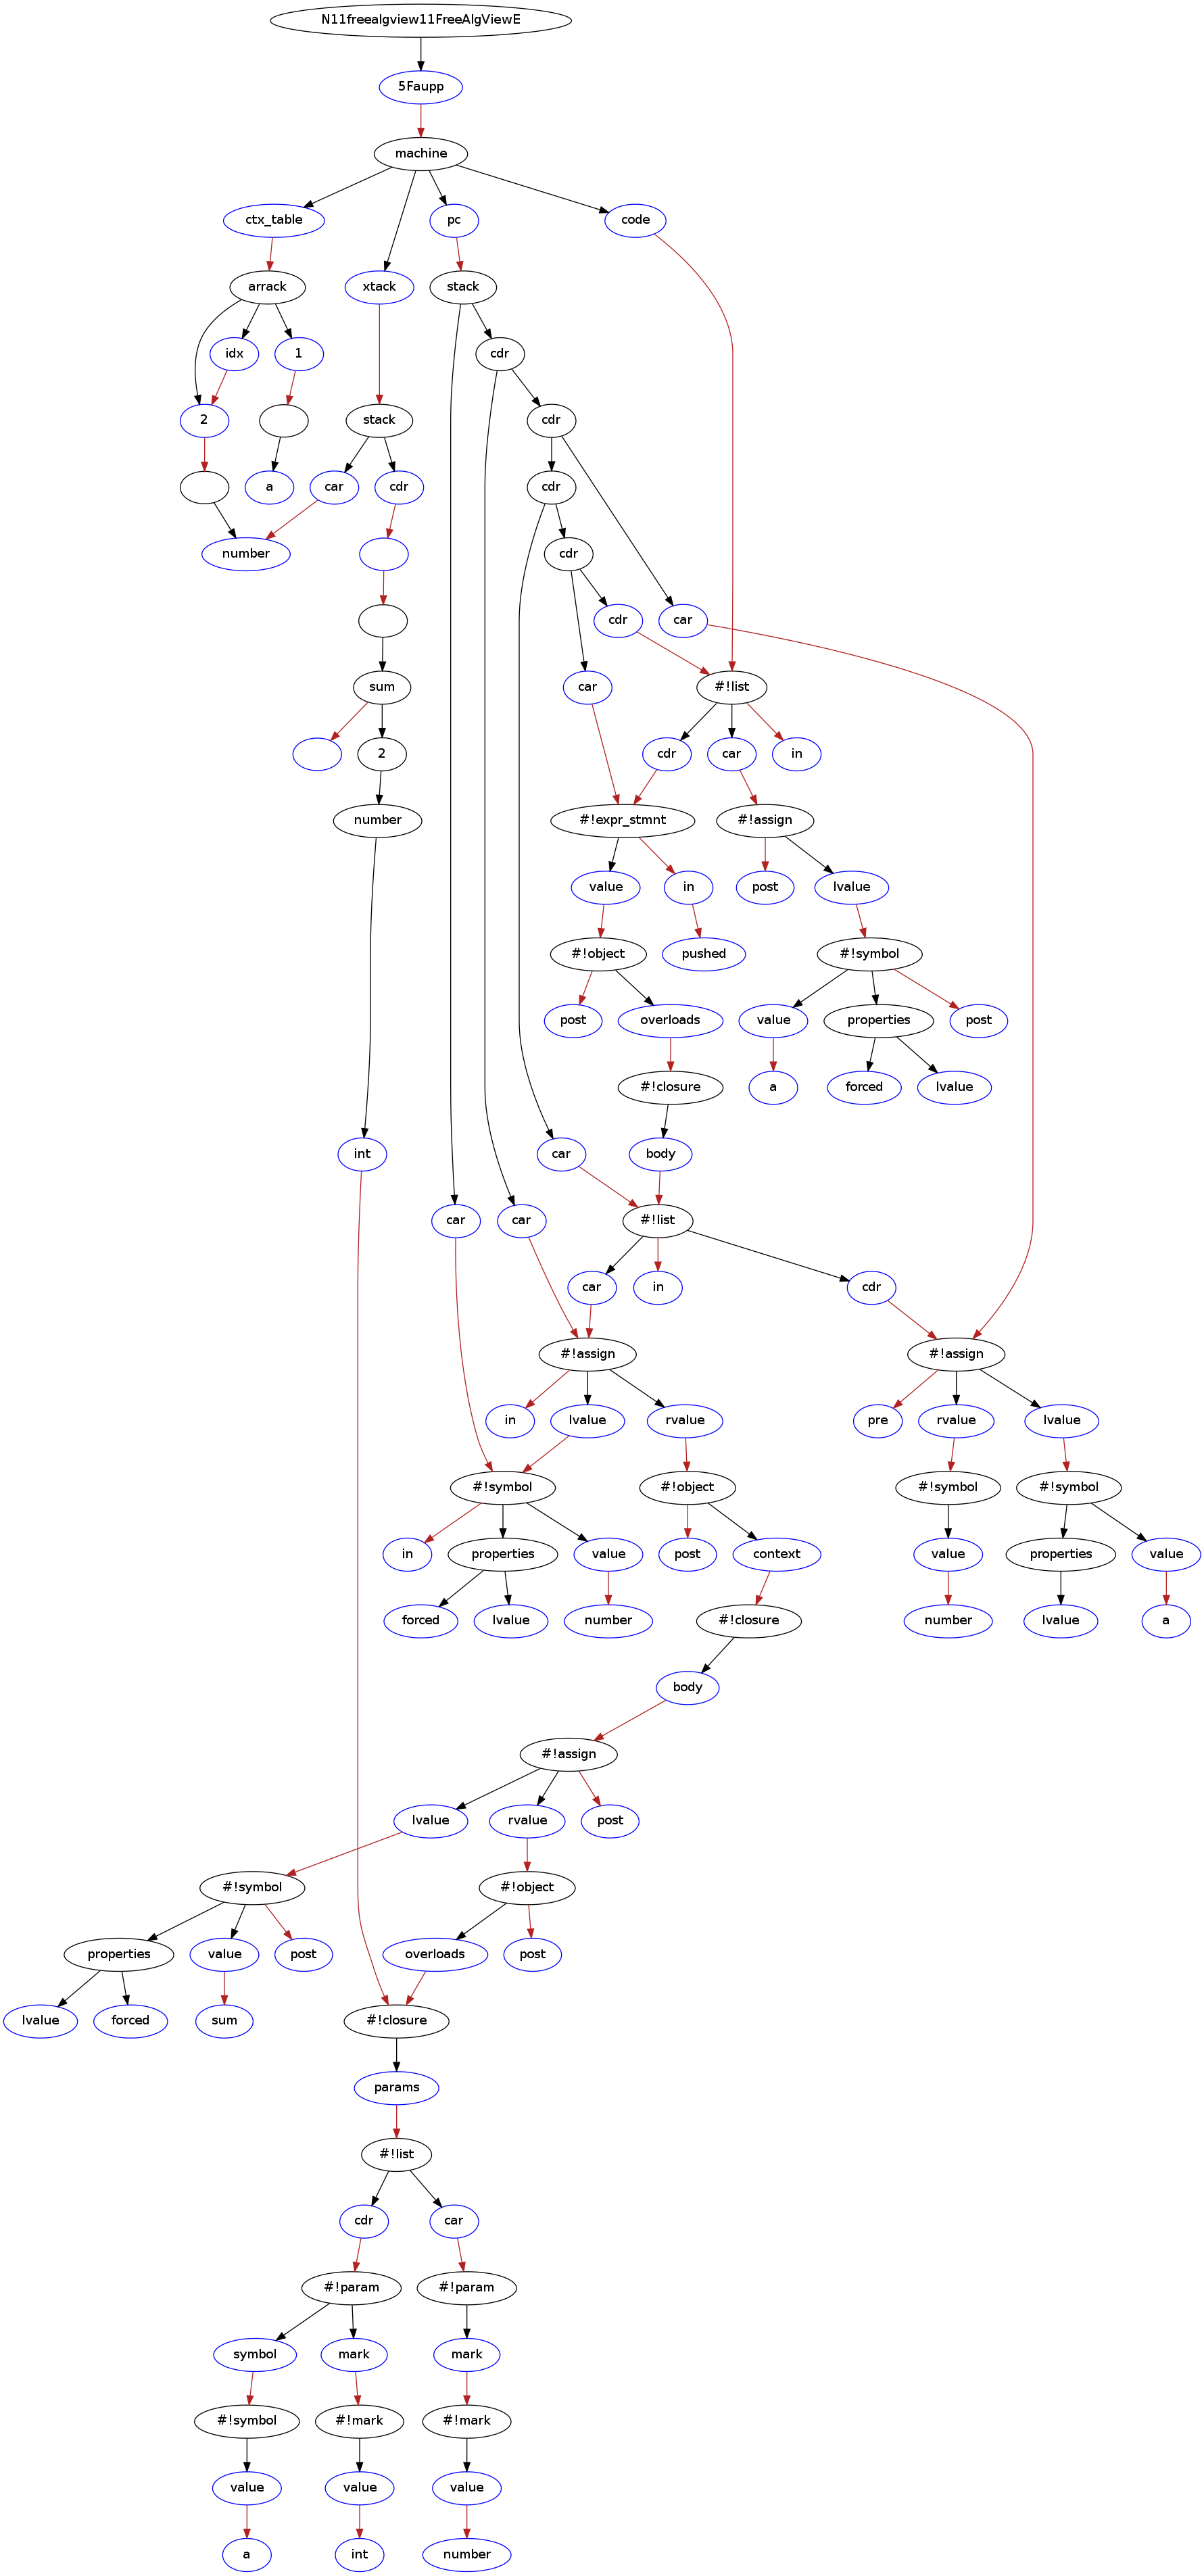 N11freealgview11FreeAlgViewE
5Faupp
machine
ctx_table
pc
code
arrack
xtack
stack
idx
1
cdr
2
stack
cdr
a
car
cdr
cdr
number
cdr
cdr
car
sum
car
#!list
2
cdr
car
in
number
#!expr_stmnt
#!assign
value
in
post
lvalue
#!object
pushed
#!symbol
post
overloads
value
properties
post
#!closure
a
forced
lvalue
int
car
body
car
car
#!list
car
in
cdr
#!assign
#!assign
in
lvalue
rvalue
pre
rvalue
lvalue
#!symbol
#!object
#!symbol
#!symbol
in
properties
value
post
context
value
properties
value
forced
lvalue
number
#!closure
number
lvalue
a
body
#!assign
lvalue
rvalue
post
#!symbol
#!object
properties
value
post
overloads
post
lvalue
forced
sum
#!closure
params
#!list
cdr
car
#!param
#!param
symbol
mark
mark
#!symbol
#!mark
#!mark
value
value
value
a
int
number